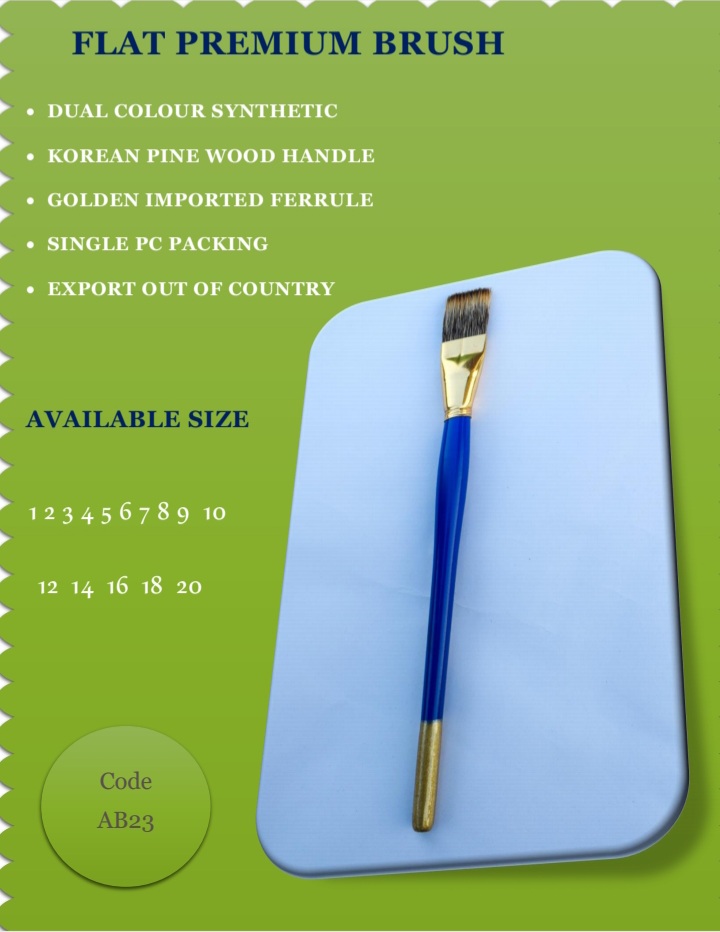 FLAT PREMIUM BRUSH
• DUAL COLOUR SYNTHETIC
• KOREAN PINE WOOD HANDLE
• GOLDEN IMPORTED FERRULE
• SINGLE PC PACKING
• EXPORT OUT OF COUNTRY
AVAILABLE SIZE
1 2 3 4 5 6 7 8 9 10
12 14 16 18 20
Code
AB23